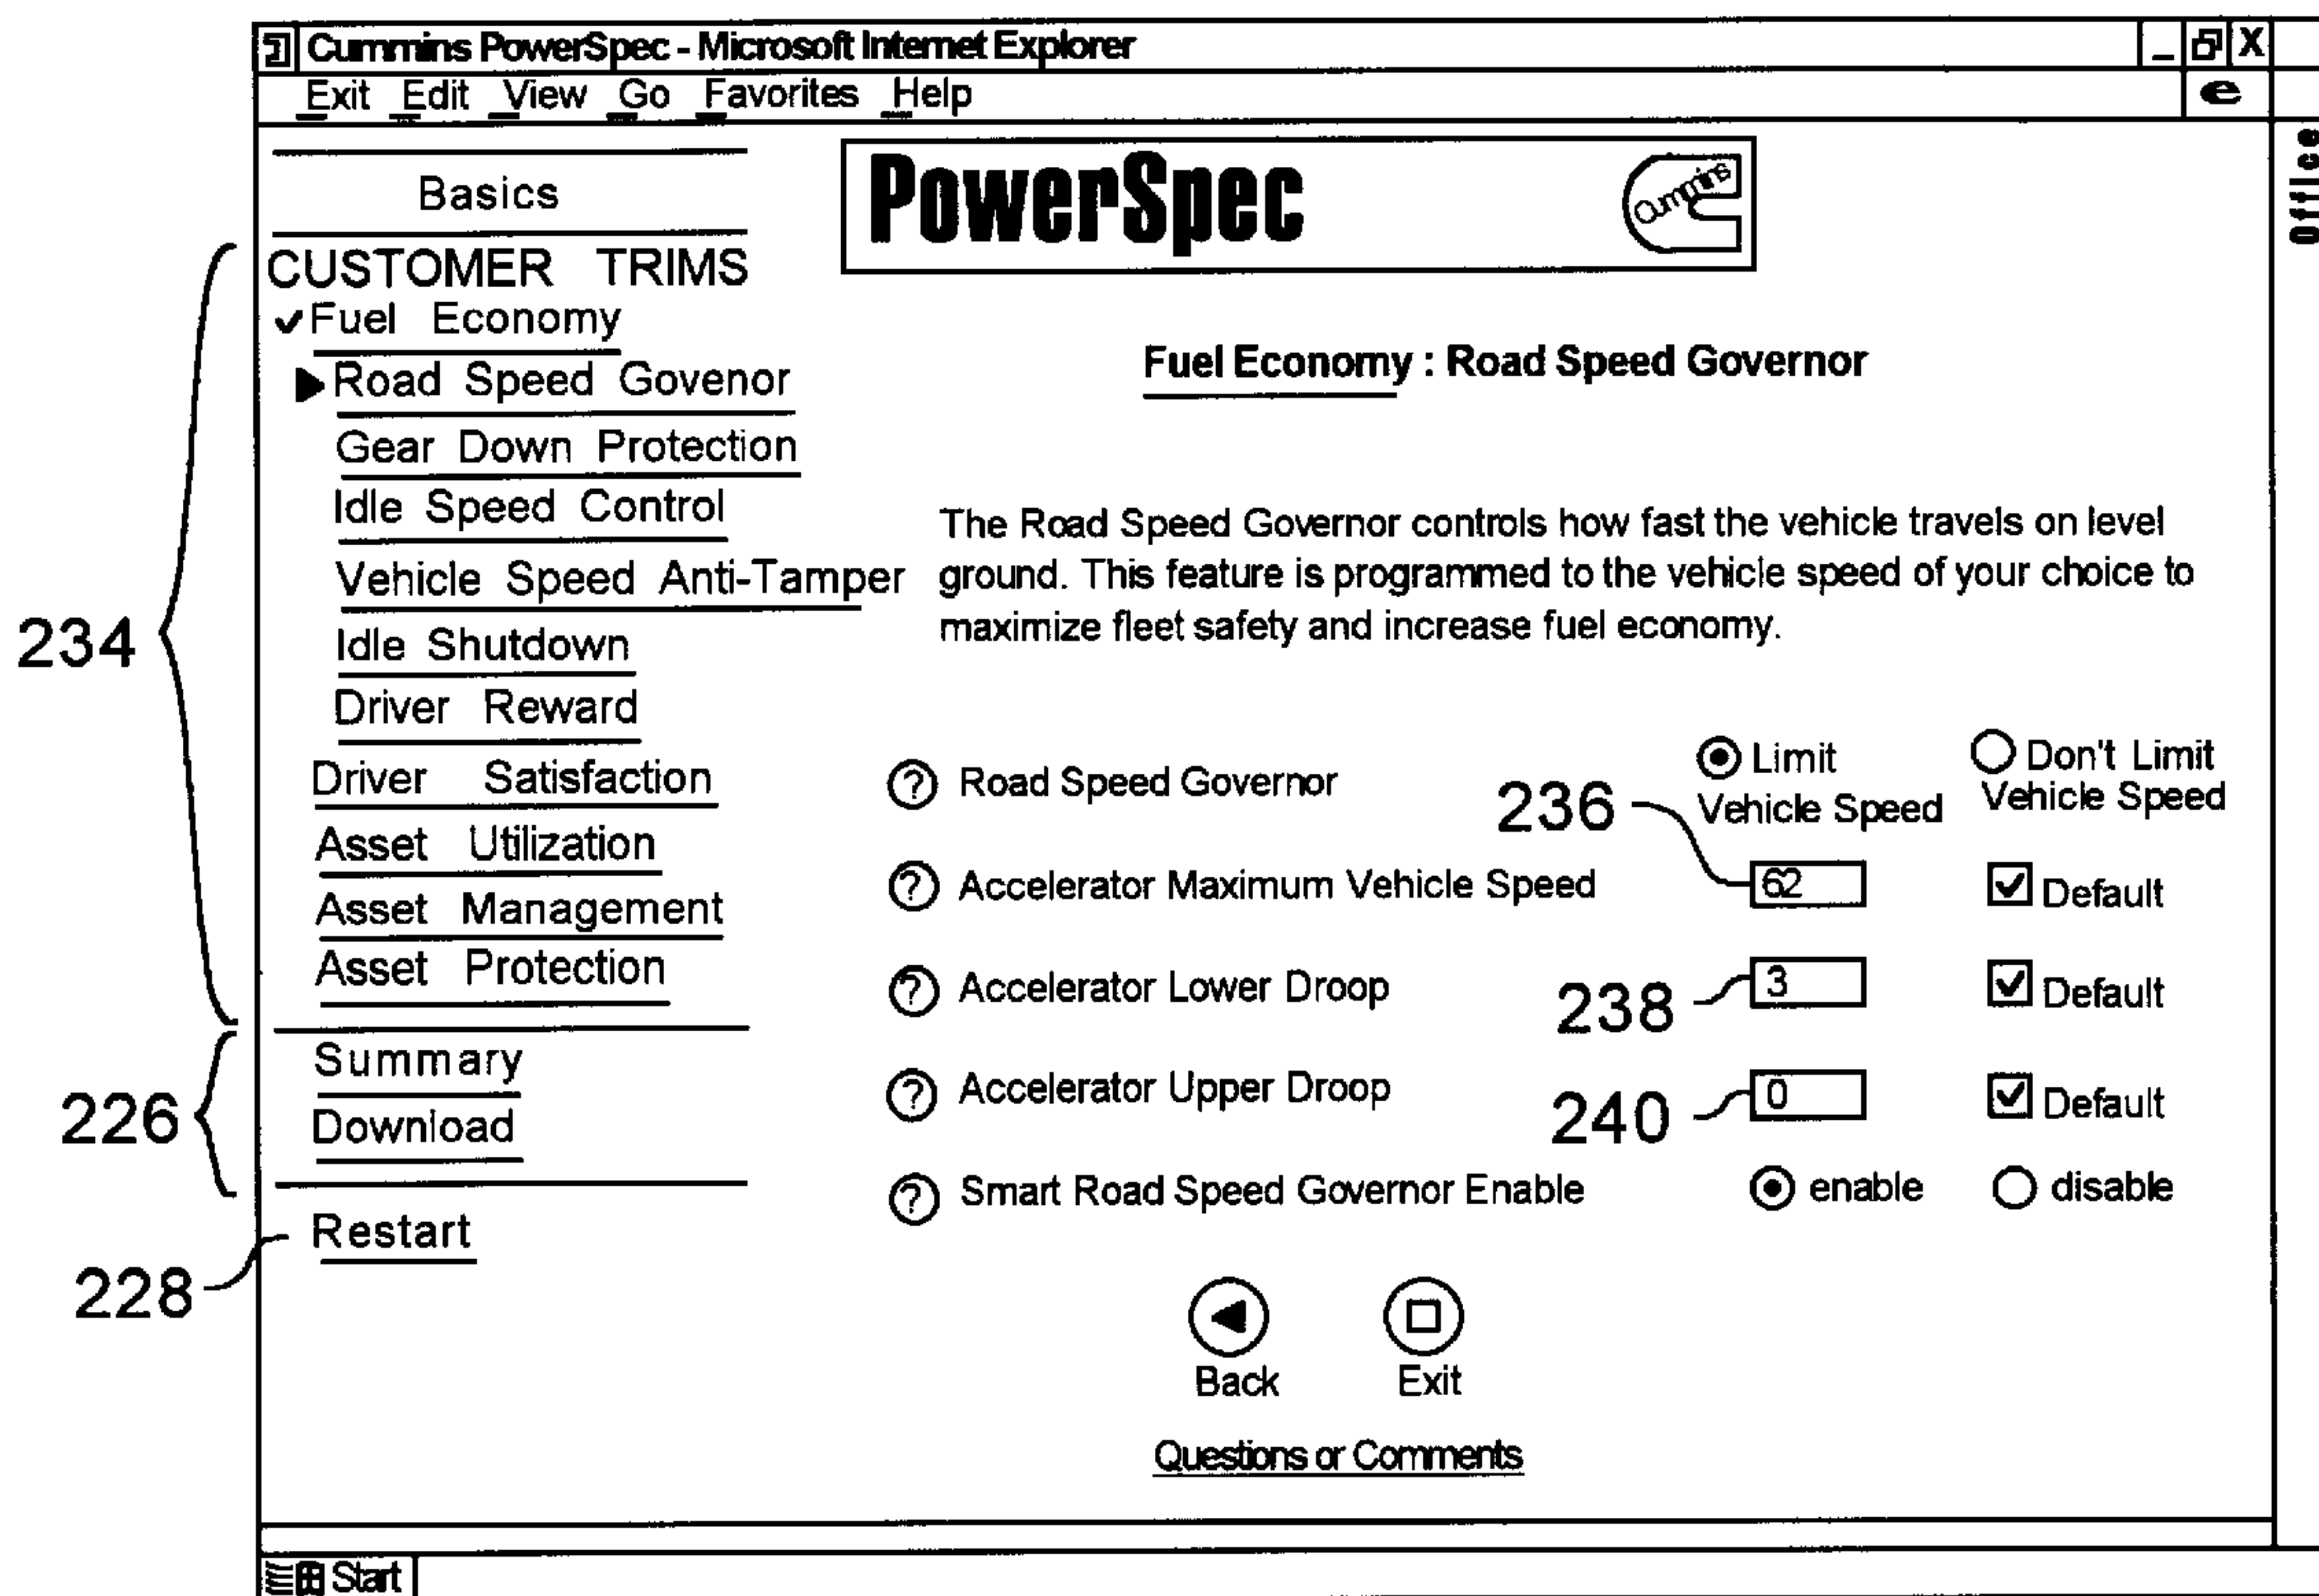 Cummins PowerSpec - Microsoft Internet Explorer
_ X
Exit Edit View Go Favorites Help
e
Office
Basics
PowerSpec
Cummins
CUSTOMER TRIMS
Fuel Economy
Road Speed Govenor
Gear Down Protection
Idle Speed Control
Vehicle Speed Anti-Tamper
Idle Shutdown
Driver Reward
Driver Satisfaction
Asset Utilization
Asset Management
Asset Protection
234
Summary
Download
226
Restart
228
Fuel Economy : Road Speed Governor
The Road Speed Governor controls how fast the vehicle travels on level
ground. This feature is programmed to the vehicle speed of your choice to
maximize fleet safety and increase fuel economy.
? Road Speed Governor
Limit
Vehicle Speed
Don't Limit
Vehicle Speed
236
? Accelerator Maximum Vehicle Speed 62 Default
? Accelerator Lower Droop 238 3 Default
? Accelerator Upper Droop 240 0 Default
? Smart Road Speed Governor Enable enable disable
Back Exit
Questions or Comments
Start